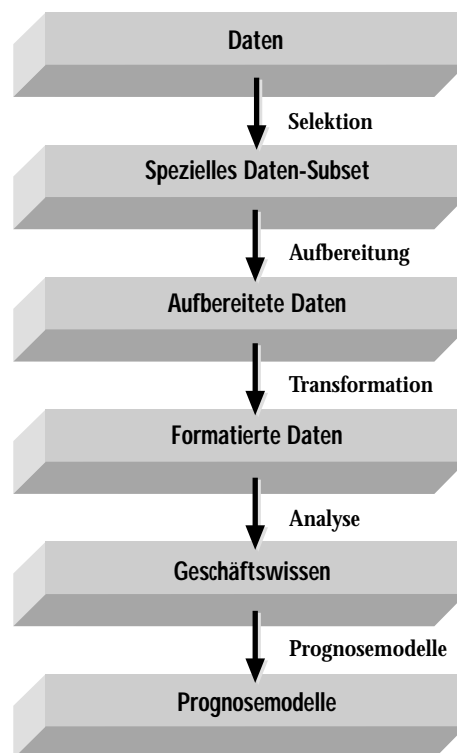 Daten
Selektion
Spezielles Daten-Subset
Aufbereitung
Aufbereitete Daten
Transformation
Formatierte Daten
Analyse
Geschäftswissen
Prognosemodelle
Prognosemodelle